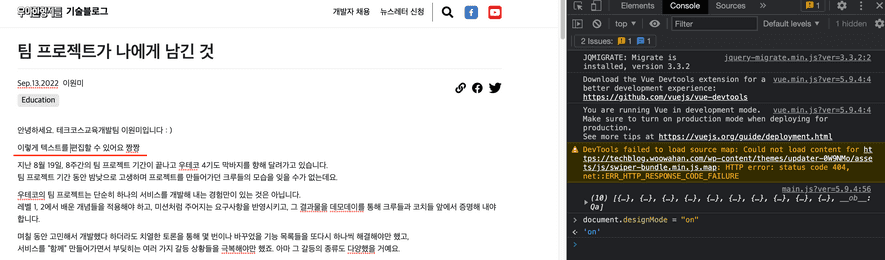 우아한형제들 기술블로그
개발자 채용 뉴스레터 신청
팀 프로젝트가 나에게 남긴 것
Sep.13.2022 이원미
Education
안녕하세요. 테크코스교육개발팀 이원미입니다 : )
이렇게 텍스트를 편집할 수 있어요 짱짱
지난 8월 19일, 8주간의 팀 프로젝트 기간이 끝나고 우테코 4기도 막바지를 향해 달려가고 있습니다.
팀 프로젝트 기간 동안 밤낮으로 고생하며 프로젝트를 만들어가던 크루들의 모습을 잊을 수가 없는데요.
우테코의 팀 프로젝트는 단순히 하나의 서비스를 개발해 내는 경험만이 있는 것은 아닙니다.
레벨 1, 2에서 배운 개념들을 적용해야 하고, 미션처럼 주어지는 요구사항을 반영시키고, 그 결과물을 데모데이를 통해 크루들과 코치들 앞에서 증명해 내야
합니다.
며칠 동안 고민해서 개발했다 하더라도 치열한 토론을 통해 몇 번이나 바꾸었을 기능 목록들을 또다시 하나씩 해결해야만 했고,
서비스를 "함께" 만들어가면서 부딪히는 여러 가지 갈등 상황들을 극복해야만 했죠. 아마 그 갈등의 종류도 다양했을 거예요.
Elements Console Sources » 1
top ▾ Filter Default levels ▾ 1 hidden
2 Issues: 1 1
JQMIGRATE: Migrate is jquery-migrate.min.js?ver=3.3.2:2
installed, version 3.3.2
Download the Vue Devtools extension for a vue.min.js?ver=5.9.4:4
better development experience:
https://github.com/vuejs/vue-devtools
You are running Vue in development mode. vue.min.js?ver=5.9.4:4
Make sure to turn on production mode when deploying for
production.
See more tips at https://vuejs.org/guide/deployment.html
DevTools failed to load source map: Could not load content for ht
tps://techblog.woowahan.com/wp-content/themes/updater-0W9NMo/asse
ts/js/swiper-bundle.min.js.map: HTTP error: status code 404,
net::ERR_HTTP_RESPONSE_CODE_FAILURE
main.js?ver=5.9.4:56
(10) [{…}, {…}, {…}, {…}, {…}, {…}, {…}, {…}, {…}, {…}, __ob__:
Qa]
> document.designMode = "on"
'on'
>